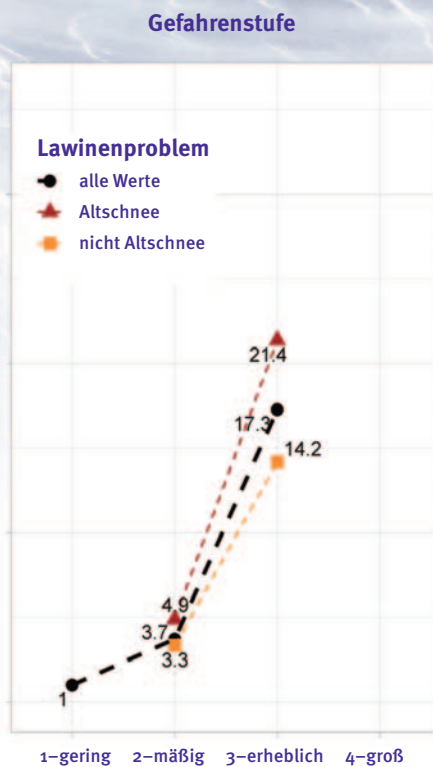 Gefahrenstufe
Lawinenproblem
alle Werte
Altschnee
nicht Altschnee
21.4
17.3
14.2
4.9
3.7
3.3
1
1–gering 2–mäßig 3–erheblich 4–groß